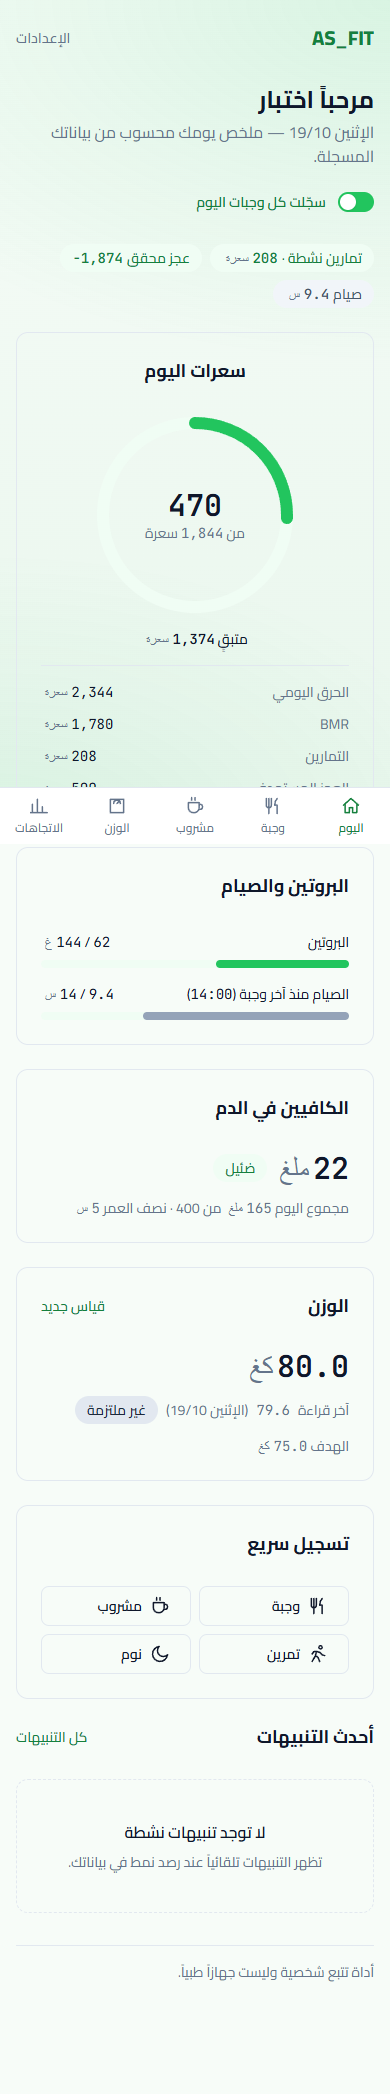 AS_FIT
الإعدادات
مرحباً اختبار
الإثنين 19/10 — ملخص يومك محسوب من بياناتك
المسجلة.
سجّلت كل وجبات اليوم
تمارين نشطة · 208 سعرة
عجز محقق 1,874-
صيام 9.4 س
سعرات اليوم
470
من 1,844 سعرة
متبقٍ 1,374 سعرة
الحرق اليومي 2,344 سعرة
BMR 1,780 سعرة
التمارين 208 سعرة
اليوم
وجبة
مشروب
الوزن
الاتجاهات
البروتين والصيام
البروتين 62 / 144 غ
الصيام منذ آخر وجبة (14:00) 9.4 / 14 س
الكافيين في الدم
22 ملغ ضئيل
مجموع اليوم 165 ملغ من 400 · نصف العمر 5 س
الوزن
قياس جديد
80.0 كغ
آخر قراءة 79.6 (الإثنين 19/10) غير ملتزمة
الهدف 75.0 كغ
تسجيل سريع
وجبة
مشروب
تمرين
نوم
أحدث التنبيهات
كل التنبيهات
لا توجد تنبيهات نشطة
تظهر التنبيهات تلقائياً عند رصد نمط في بياناتك.
أداة تتبع شخصية وليست جهازاً طبياً.